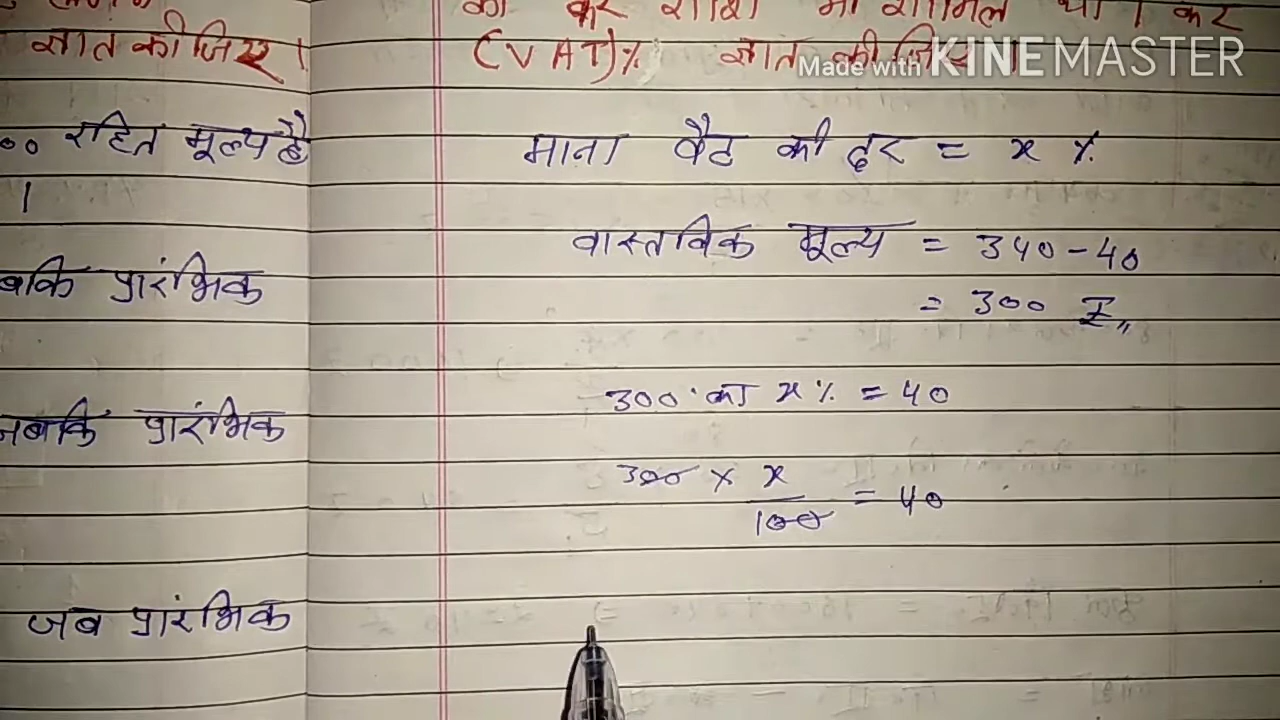 ज्ञात कीजिए।
रहित मूल्य है
।
बकि प्रारंभिक
जबकि प्रारंभिक
जब प्रारंभिक
का कर राशि भी शामिल था। कर
(VAT)% ज्ञात कीजिए।
Made with KINEMASTER
माना वैट की दर = x %
वास्तविक मूल्य = 340 - 40
= 300 ₹,,
300 का x % = 40
300 × x/100 = 40